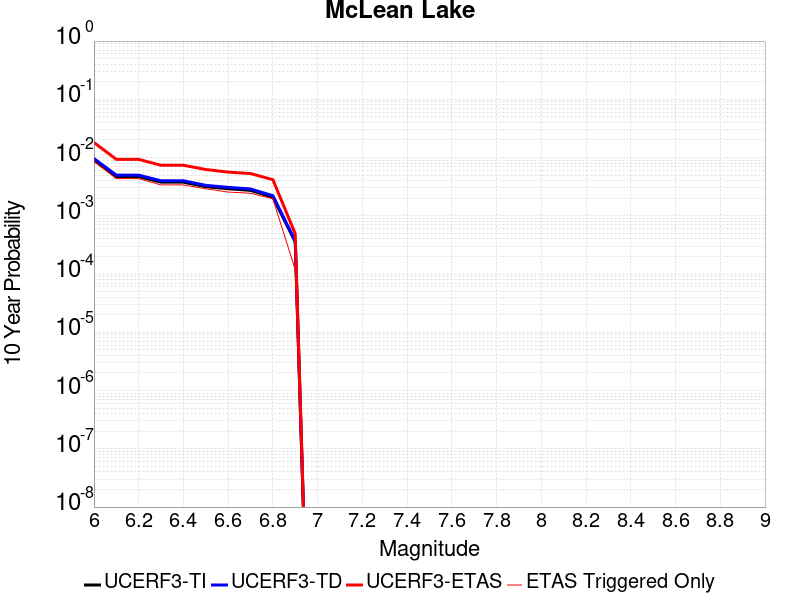 McLean Lake
10^0
10^-1
10^-2
10^-3
10^-4
10^-5
10^-6
10^-7
10^-8
10 Year Probability
6 6.2 6.4 6.6 6.8 7 7.2 7.4 7.6 7.8 8 8.2 8.4 8.6 8.8 9
Magnitude
UCERF3-TI UCERF3-TD UCERF3-ETAS ETAS Triggered Only